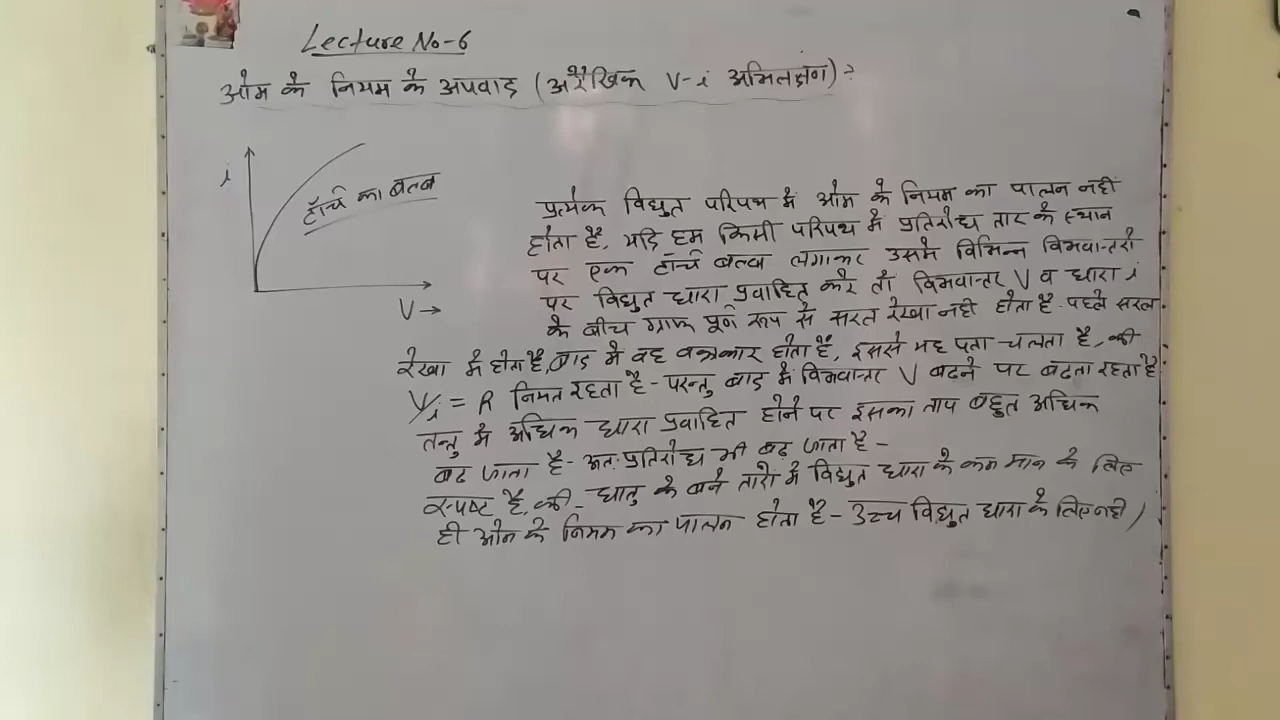 Lecture No-6
ओम के नियम के अपवाद (अरैखिक V-i अभिलक्षण) :
i
टॉर्च का बल्ब
V →
प्रत्येक विद्युत परिपथ में ओम के नियम का पालन नही
होता है, यदि हम किसी परिपथ में प्रतिरोध तार के स्थान
पर एक टॉर्च बल्ब लगाकर उसमे विभिन्न विभवान्तरो
पर विद्युत धारा प्रवाहित करे तो विभवान्तर V व धारा i
के बीच ग्राफ पूर्ण रूप से सरल रेखा नही होता है - पहले सरल
रेखा मे होता है, बाद मे वह वक्राकार होता है, इससे यह पता चलता है, की
V/i = R नियत रहता है - परन्तु बाद में विभवान्तर V बढने पर बढता रहता है
तन्तु मे अधिक धारा प्रवाहित होने पर इसका ताप बहुत अधिक
बढ जाता है - अतः प्रतिरोध भी बढ़ जाता है -
स्पष्ट है, की - धातु के बने तारो मे विद्युत धारा के कम मान के लिए
ही ओम के नियम का पालन होता है - उच्च विद्युत धारा के लिए नही /